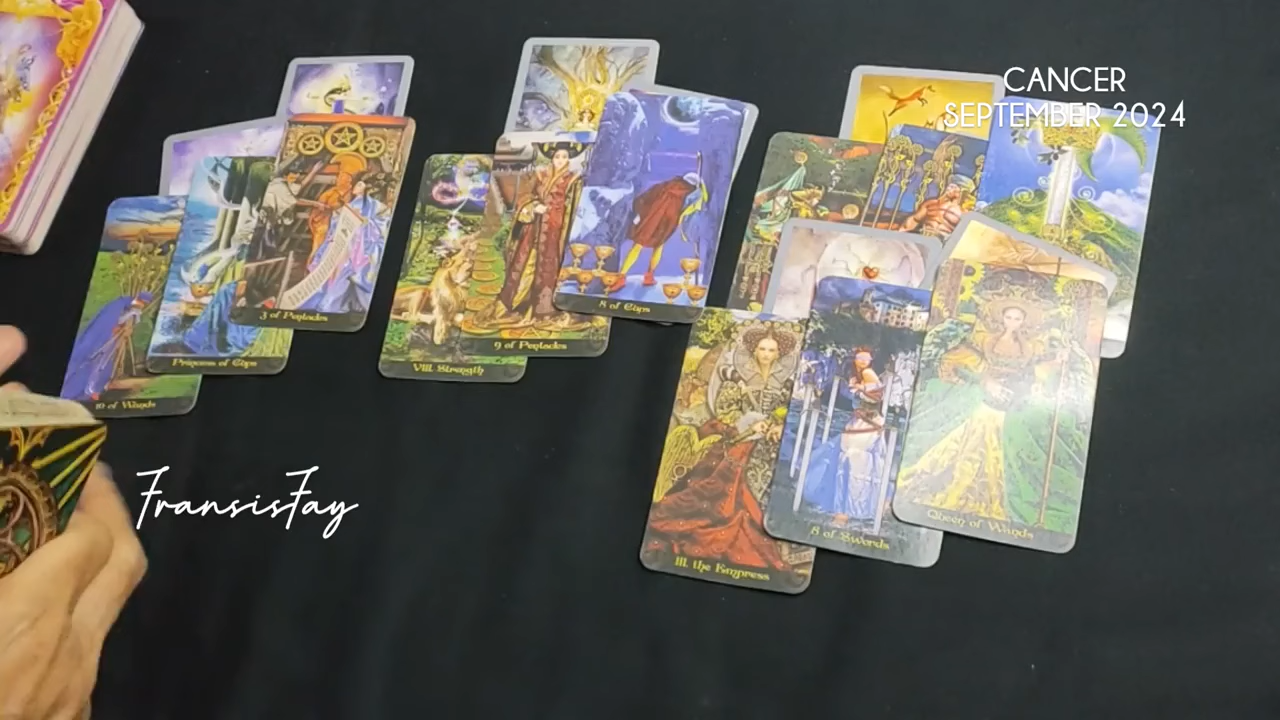 CANCER
SEPTEMBER 2024
3 of Pentacles
Princess of Cups
10 of Wands
8 of Cups
9 of Pentacles
VIII. Strength
FransisFay
Queen of Wands
8 of Swords
III. the Empress